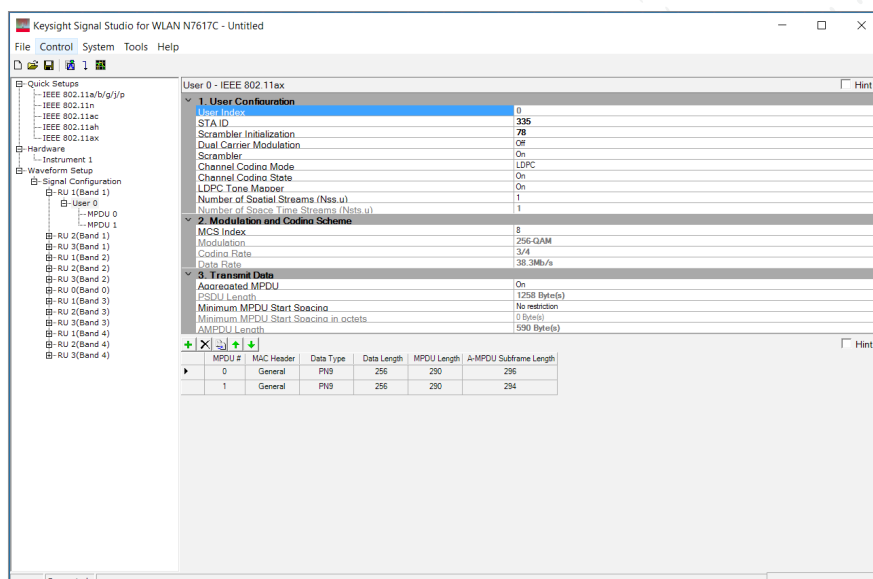 Keysight Signal Studio for WLAN N7617C - Untitled
File Control System Tools Help
Quick Setups
IEEE 802.11a/b/g/j/p
IEEE 802.11n
IEEE 802.11ac
IEEE 802.11ah
IEEE 802.11ax
Hardware
Instrument 1
Waveform Setup
Signal Configuration
RU 1(Band 1)
User 0
MPDU 0
MPDU 1
RU 2(Band 1)
RU 3(Band 1)
RU 1(Band 2)
RU 2(Band 2)
RU 3(Band 2)
RU 0(Band 0)
RU 1(Band 3)
RU 2(Band 3)
RU 3(Band 3)
RU 1(Band 4)
RU 2(Band 4)
RU 3(Band 4)
User 0 - IEEE 802.11ax Hint
1. User Configuration
User Index 0
STA ID 335
Scrambler Initialization 78
Dual Carrier Modulation Off
Scrambler On
Channel Coding Mode LDPC
Channel Coding State On
LDPC Tone Mapper On
Number of Spatial Streams (Nss,u) 1
Number of Space Time Streams (Nsts,u) 1
2. Modulation and Coding Scheme
MCS Index 8
Modulation 256-QAM
Coding Rate 3/4
Data Rate 38.3Mb/s
3. Transmit Data
Aggregated MPDU On
PSDU Length 1258 Byte(s)
Minimum MPDU Start Spacing No restriction
Minimum MPDU Start Spacing in octets 0 Byte(s)
AMPDU Length 590 Byte(s)
Hint
MPDU # MAC Header Data Type Data Length MPDU Length A-MPDU Subframe Length
0 General PN9 256 290 296
1 General PN9 256 290 294